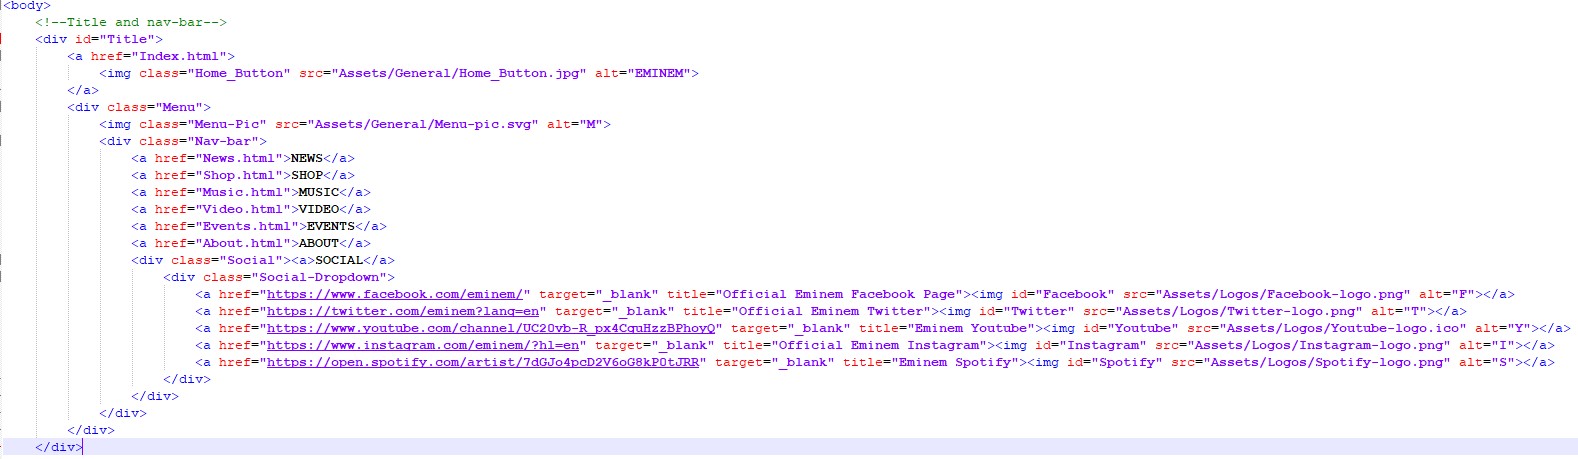 <body>
<!--Title and nav-bar-->
<div id="Title">
<a href="Index.html">
<img class="Home_Button" src="Assets/General/Home_Button.jpg" alt="EMINEM">
</a>
<div class="Menu">
<img class="Menu-Pic" src="Assets/General/Menu-pic.svg" alt="M">
<div class="Nav-bar">
<a href="News.html">NEWS</a>
<a href="Shop.html">SHOP</a>
<a href="Music.html">MUSIC</a>
<a href="Video.html">VIDEO</a>
<a href="Events.html">EVENTS</a>
<a href="About.html">ABOUT</a>
<div class="Social"><a>SOCIAL</a>
<div class="Social-Dropdown">
<a href="https://www.facebook.com/eminem/" target="_blank" title="Official Eminem Facebook Page"><img id="Facebook" src="Assets/Logos/Facebook-logo.png" alt="F"></a>
<a href="https://twitter.com/eminem?lang=en" target="_blank" title="Official Eminem Twitter"><img id="Twitter" src="Assets/Logos/Twitter-logo.png" alt="T"></a>
<a href="https://www.youtube.com/channel/UC20vb-R_px4CguHzzBPhoyQ" target="_blank" title="Eminem Youtube"><img id="Youtube" src="Assets/Logos/Youtube-logo.ico" alt="Y"></a>
<a href="https://www.instagram.com/eminem/?hl=en" target="_blank" title="Official Eminem Instagram"><img id="Instagram" src="Assets/Logos/Instagram-logo.png" alt="I"></a>
<a href="https://open.spotify.com/artist/7dGJo4pcD2V6oG8kP0tJRR" target="_blank" title="Eminem Spotify"><img id="Spotify" src="Assets/Logos/Spotify-logo.png" alt="S"></a>
</div>
</div>
</div>
</div>
</div>